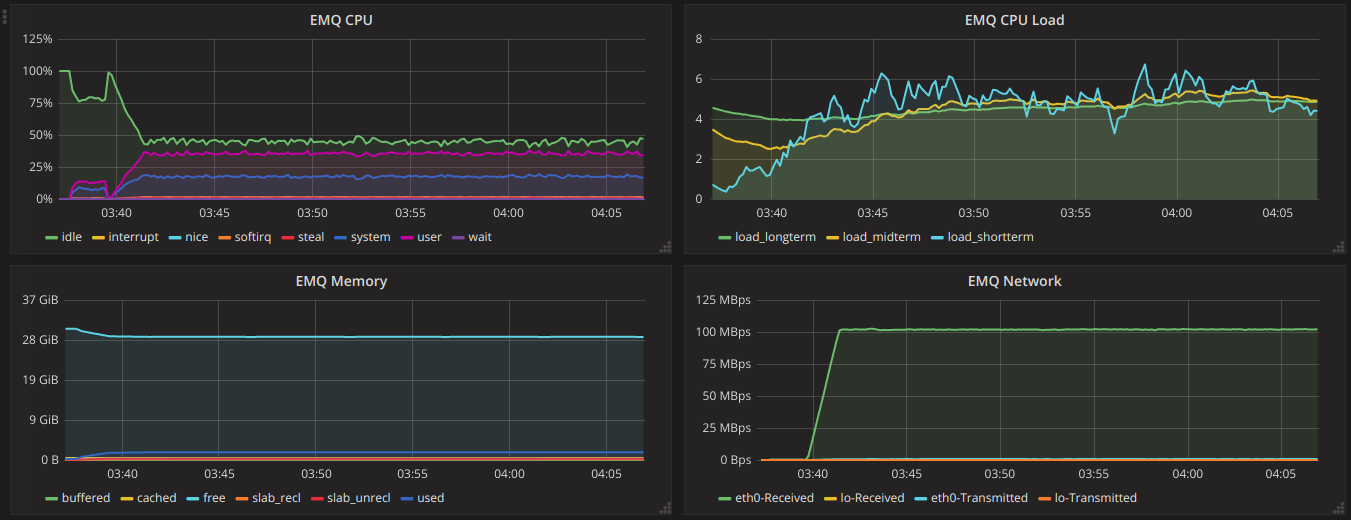 EMQ CPU
125%
100%
75%
50%
25%
0%
03:40 03:45 03:50 03:55 04:00 04:05
idle interrupt nice softirq steal system user wait
EMQ CPU Load
8
6
4
2
0
03:40 03:45 03:50 03:55 04:00 04:05
load_longterm load_midterm load_shortterm
EMQ Memory
37 GiB
28 GiB
19 GiB
9 GiB
0 B
03:40 03:45 03:50 03:55 04:00 04:05
buffered cached free slab_recl slab_unrecl used
EMQ Network
125 MBps
100 MBps
75 MBps
50 MBps
25 MBps
0 Bps
03:40 03:45 03:50 03:55 04:00 04:05
eth0-Received lo-Received eth0-Transmitted lo-Transmitted